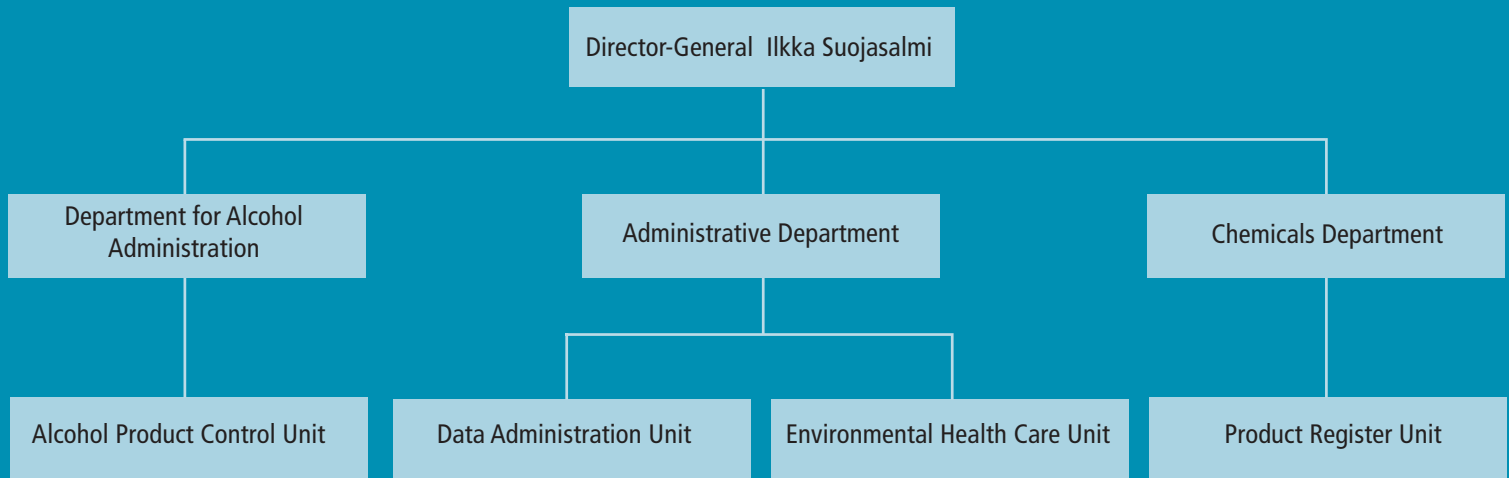 Director-General Ilkka Suojasalmi
Department for Alcohol
Administration
Administrative Department
Chemicals Department
Alcohol Product Control Unit
Data Administration Unit
Environmental Health Care Unit
Product Register Unit